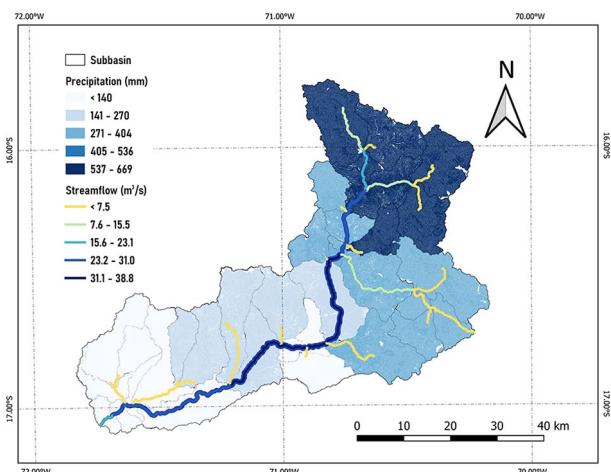 72.00°W 71.00°W 70.00°W
N
Subbasin
Precipitation (mm)
< 140
141 - 270
271 - 404
405 - 536
537 - 669
Streamflow (m³/s)
< 7.5
7.6 - 15.5
15.6 - 23.1
23.2 - 31.0
31.1 - 38.8
16.00°S 16.00°S
17.00°S 17.00°S
0 10 20 30 40 km
72.00°W 71.00°W 70.00°W